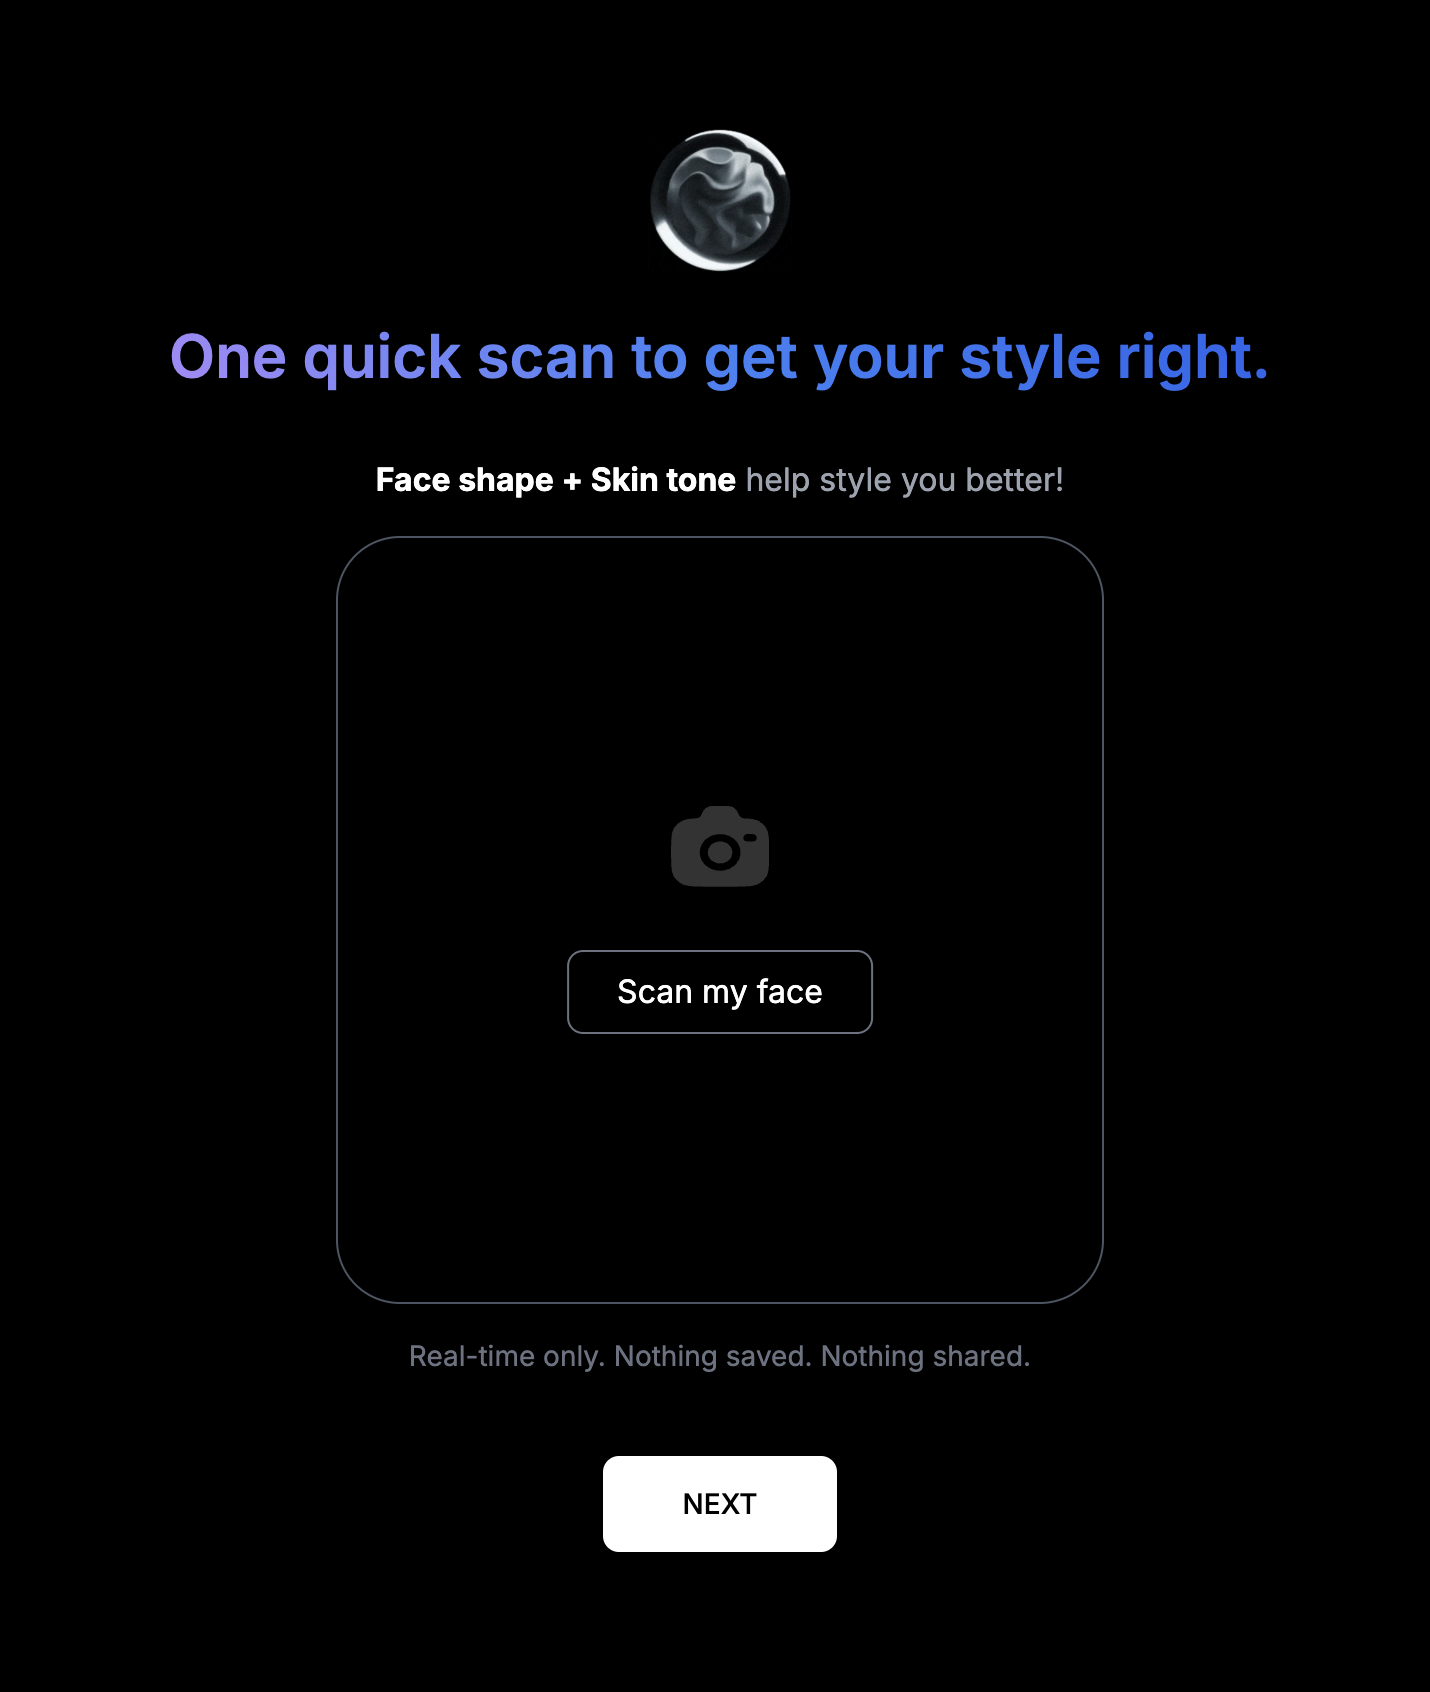 One quick scan to get your style right.
Face shape + Skin tone help style you better!
Scan my face
Real-time only. Nothing saved. Nothing shared.
NEXT